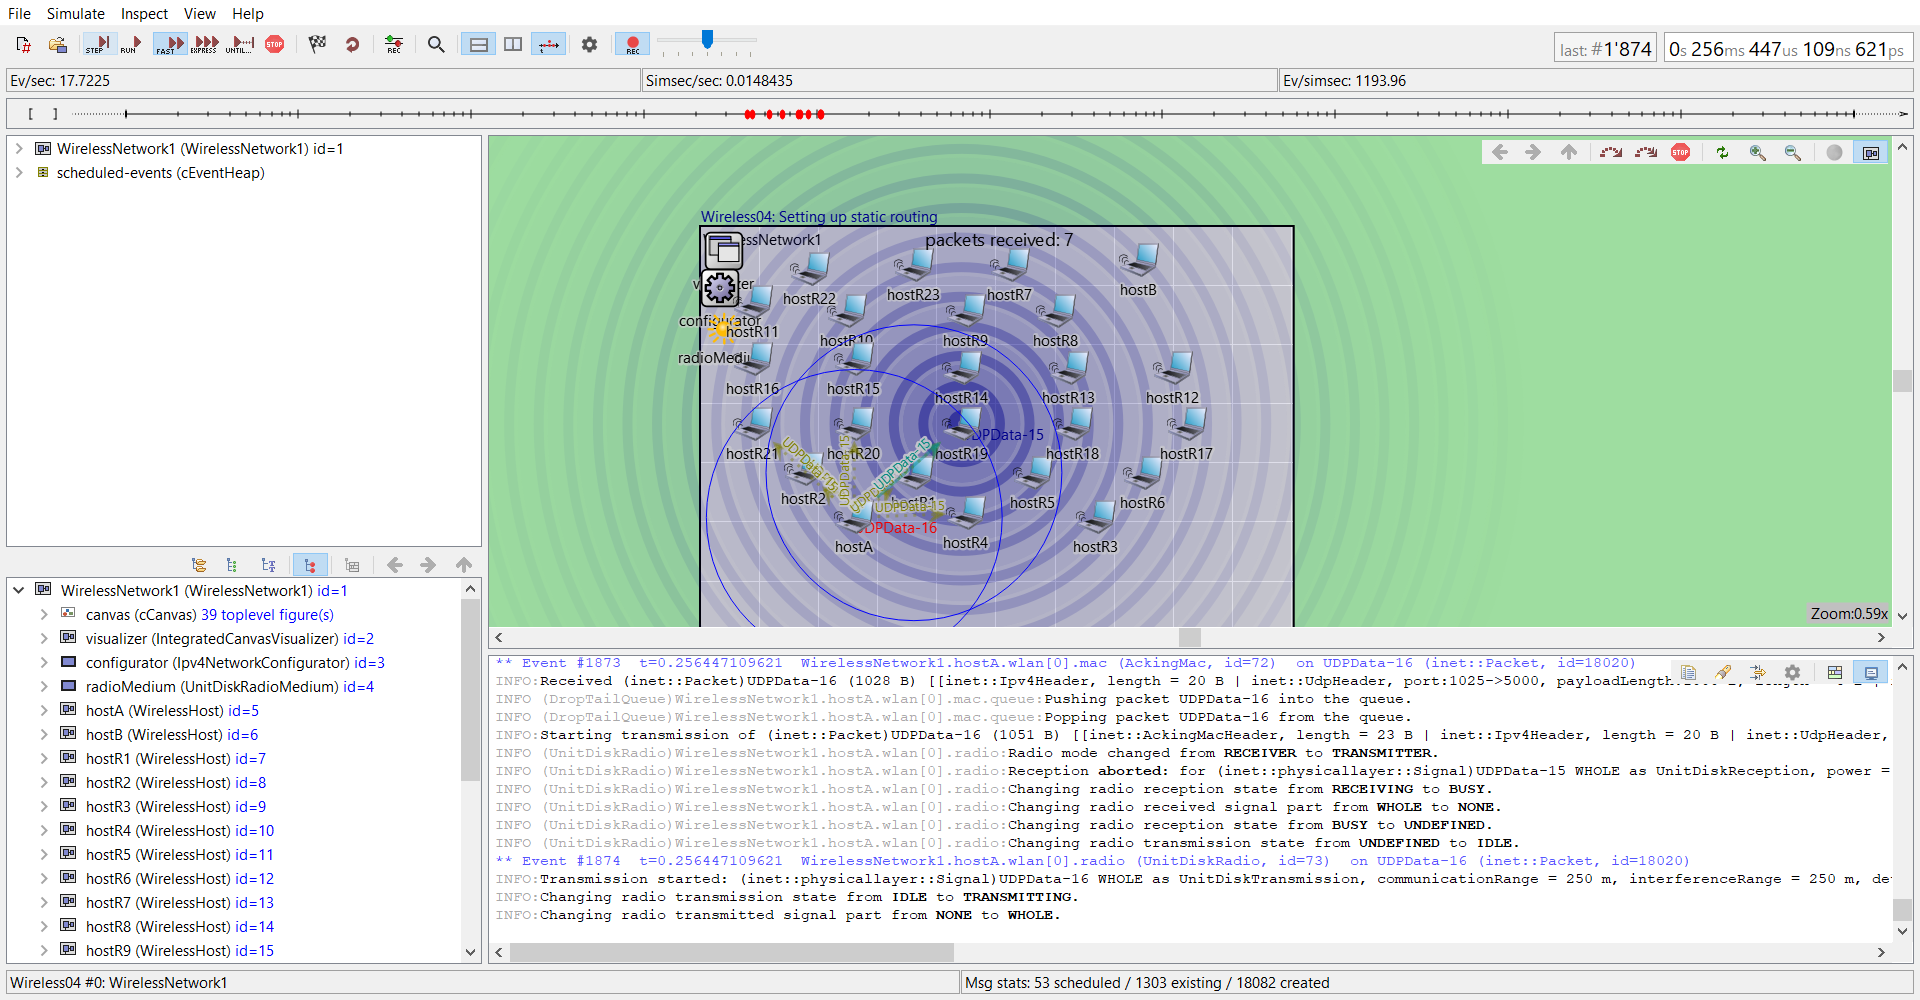 File Simulate Inspect View Help
STEP RUN FAST EXPRESS UNTIL... STOP REC REC
last: #1'874 0s 256ms 447us 109ns 621ps
Ev/sec: 17.7225 Simsec/sec: 0.0148435 Ev/simsec: 1193.96
[ ]
WirelessNetwork1 (WirelessNetwork1) id=1
scheduled-events (cEventHeap)
WirelessNetwork1 (WirelessNetwork1) id=1
canvas (cCanvas) 39 toplevel figure(s)
visualizer (IntegratedCanvasVisualizer) id=2
configurator (Ipv4NetworkConfigurator) id=3
radioMedium (UnitDiskRadioMedium) id=4
hostA (WirelessHost) id=5
hostB (WirelessHost) id=6
hostR1 (WirelessHost) id=7
hostR2 (WirelessHost) id=8
hostR3 (WirelessHost) id=9
hostR4 (WirelessHost) id=10
hostR5 (WirelessHost) id=11
hostR6 (WirelessHost) id=12
hostR7 (WirelessHost) id=13
hostR8 (WirelessHost) id=14
hostR9 (WirelessHost) id=15
STOP
Wireless04: Setting up static routing
essNetwork1 packets received: 7
hostR22 hostR23 hostR7 hostB
configurator hostR11 hostR10 hostR9 hostR8
radioMedi
hostR16 hostR15 hostR14 hostR13 hostR12
UDPData-15 UDPData-15 UDPData-15 DPData-15
hostR21 hostR20 hostR19 hostR18 hostR17
hostR2 hostR1 hostR5 hostR6
UDPData-15
DPData-16
hostA hostR4 hostR3
Zoom:0.59x
** Event #1873 t=0.256447109621 WirelessNetwork1.hostA.wlan[0].mac (AckingMac, id=72) on UDPData-16 (inet::Packet, id=18020)
INFO:Received (inet::Packet)UDPData-16 (1028 B) [[inet::Ipv4Header, length = 20 B | inet::UdpHeader, port:1025->5000, payloadLength
INFO (DropTailQueue)WirelessNetwork1.hostA.wlan[0].mac.queue:Pushing packet UDPData-16 into the queue.
INFO (DropTailQueue)WirelessNetwork1.hostA.wlan[0].mac.queue:Popping packet UDPData-16 from the queue.
INFO:Starting transmission of (inet::Packet)UDPData-16 (1051 B) [[inet::AckingMacHeader, length = 23 B | inet::Ipv4Header, length = 20 B | inet::UdpHeader,
INFO (UnitDiskRadio)WirelessNetwork1.hostA.wlan[0].radio:Radio mode changed from RECEIVER to TRANSMITTER.
INFO (UnitDiskRadio)WirelessNetwork1.hostA.wlan[0].radio:Reception aborted: for (inet::physicallayer::Signal)UDPData-15 WHOLE as UnitDiskReception, power =
INFO (UnitDiskRadio)WirelessNetwork1.hostA.wlan[0].radio:Changing radio reception state from RECEIVING to BUSY.
INFO (UnitDiskRadio)WirelessNetwork1.hostA.wlan[0].radio:Changing radio received signal part from WHOLE to NONE.
INFO (UnitDiskRadio)WirelessNetwork1.hostA.wlan[0].radio:Changing radio reception state from BUSY to UNDEFINED.
INFO (UnitDiskRadio)WirelessNetwork1.hostA.wlan[0].radio:Changing radio transmission state from UNDEFINED to IDLE.
** Event #1874 t=0.256447109621 WirelessNetwork1.hostA.wlan[0].radio (UnitDiskRadio, id=73) on UDPData-16 (inet::Packet, id=18020)
INFO:Transmission started: (inet::physicallayer::Signal)UDPData-16 WHOLE as UnitDiskTransmission, communicationRange = 250 m, interferenceRange = 250 m, de
INFO:Changing radio transmission state from IDLE to TRANSMITTING.
INFO:Changing radio transmitted signal part from NONE to WHOLE.
Wireless04 #0: WirelessNetwork1 Msg stats: 53 scheduled / 1303 existing / 18082 created